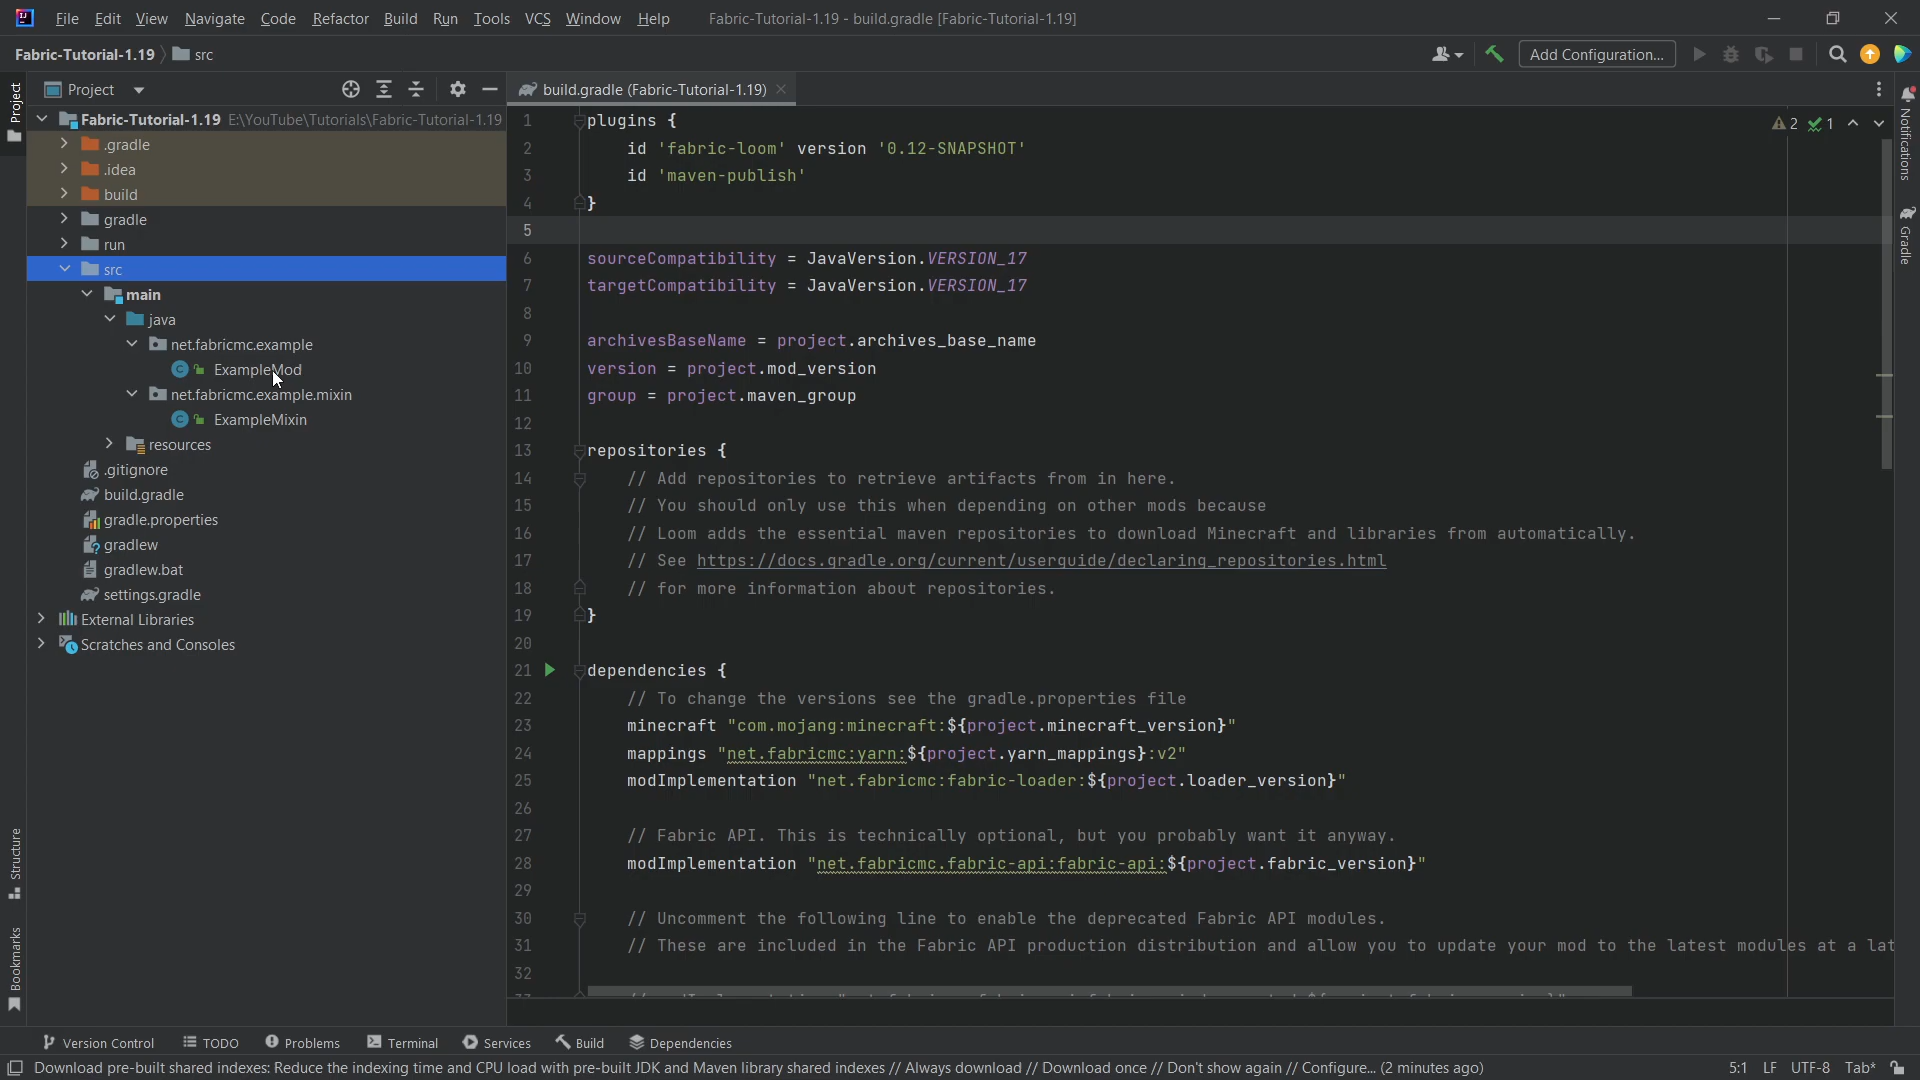 File Edit View Navigate Code Refactor Build Run Tools VCS Window Help Fabric-Tutorial-1.19 - build.gradle [Fabric-Tutorial-1.19]
Fabric-Tutorial-1.19 src
Add Configuration...
Project
Project
build.gradle (Fabric-Tutorial-1.19)
Notifications
Gradle
Fabric-Tutorial-1.19 E:\YouTube\Tutorials\Fabric-Tutorial-1.19
.gradle
.idea
build
gradle
run
src
main
java
net.fabricmc.example
ExampleMod
net.fabricmc.example.mixin
ExampleMixin
resources
.gitignore
build.gradle
gradle.properties
gradlew
gradlew.bat
settings.gradle
External Libraries
Scratches and Consoles
Structure
Bookmarks
2 1
1 plugins {
2 id 'fabric-loom' version '0.12-SNAPSHOT'
3 id 'maven-publish'
4 }
5
6 sourceCompatibility = JavaVersion.VERSION_17
7 targetCompatibility = JavaVersion.VERSION_17
8
9 archivesBaseName = project.archives_base_name
10 version = project.mod_version
11 group = project.maven_group
12
13 repositories {
14 // Add repositories to retrieve artifacts from in here.
15 // You should only use this when depending on other mods because
16 // Loom adds the essential maven repositories to download Minecraft and libraries from automatically.
17 // See https://docs.gradle.org/current/userguide/declaring_repositories.html
18 // for more information about repositories.
19 }
20
21 dependencies {
22 // To change the versions see the gradle.properties file
23 minecraft "com.mojang:minecraft:${project.minecraft_version}"
24 mappings "net.fabricmc:yarn:${project.yarn_mappings}:v2"
25 modImplementation "net.fabricmc:fabric-loader:${project.loader_version}"
26
27 // Fabric API. This is technically optional, but you probably want it anyway.
28 modImplementation "net.fabricmc.fabric-api:fabric-api:${project.fabric_version}"
29
30 // Uncomment the following line to enable the deprecated Fabric API modules.
31 // These are included in the Fabric API production distribution and allow you to update your mod to the latest modules at a lat
32
Version Control TODO Problems Terminal Services Build Dependencies
Download pre-built shared indexes: Reduce the indexing time and CPU load with pre-built JDK and Maven library shared indexes // Always download // Download once // Don't show again // Configure... (2 minutes ago) 5:1 LF UTF-8 Tab*